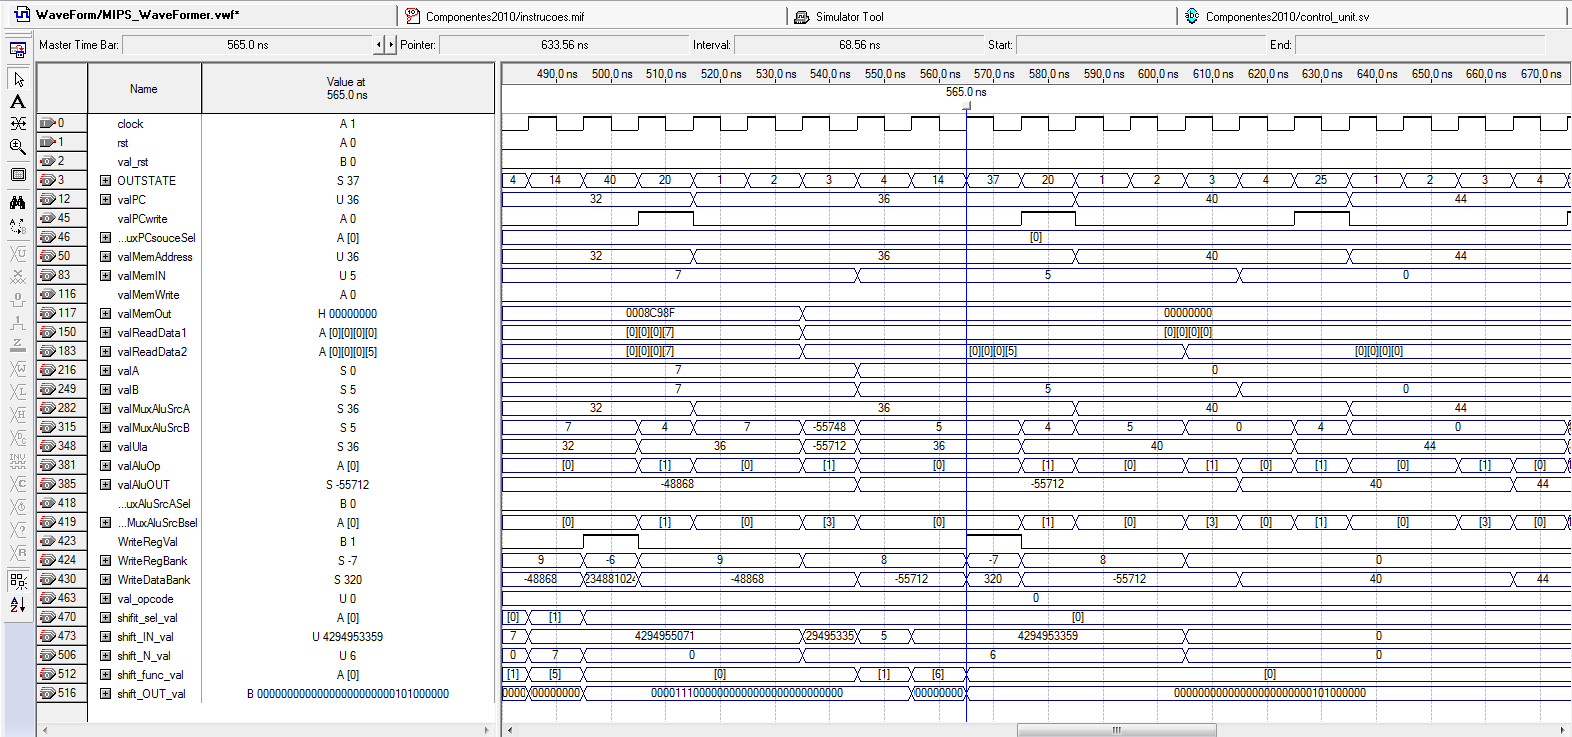 WaveForm/MIPS_WaveFormer.vwf*
Componentes2010/instrucoes.mif
Simulator Tool
Componentes2010/control_unit.sv
Master Time Bar: 565.0 ns Pointer: 633.56 ns Interval: 68.56 ns Start: End:
Name Value at 565.0 ns
490.0 ns 500.0 ns 510.0 ns 520.0 ns 530.0 ns 540.0 ns 550.0 ns 560.0 ns 570.0 ns 580.0 ns 590.0 ns 600.0 ns 610.0 ns 620.0 ns 630.0 ns 640.0 ns 650.0 ns 660.0 ns 670.0 ns
565.0 ns
0 clock A 1
1 rst A 0
2 val_rst B 0
3 OUTSTATE S 37 4 14 40 20 1 2 3 4 14 37 20 1 2 3 4 25 1 2 3 4
12 valPC U 36 32 36 40 44
45 valPCwrite A 0
46 ...uxPCsouceSel A [0] [0]
50 valMemAddress U 36 32 36 40 44
83 valMemIN U 5 7 5 0
116 valMemWrite A 0
117 valMemOut H 00000000 0008C98F 00000000
150 valReadData1 A [0][0][0][0] [0][0][0][7] [0][0][0][0]
183 valReadData2 A [0][0][0][5] [0][0][0][7] [0][0][0][5] [0][0][0][0]
216 valA S 0 7 0
249 valB S 5 7 5 0
282 valMuxAluSrcA S 36 32 36 40 44
315 valMuxAluSrcB S 5 7 4 7 -55748 5 4 5 0 4 0
348 valUla S 36 32 36 -55712 36 40 44
381 valAluOp A [0] [0] [1] [0] [1] [0] [1] [0] [1] [0] [1] [0] [1] [0]
385 valAluOUT S -55712 -48868 -55712 40 44
418 ...uxAluSrcASel B 0
419 ...MuxAluSrcBsel A [0] [0] [1] [0] [3] [0] [1] [0] [3] [0] [1] [0] [3] [0]
423 WriteRegVal B 1
424 WriteRegBank S -7 9 -6 9 8 -7 8 0
430 WriteDataBank S 320 -48868 234881024 -48868 -55712 320 -55712 40 44
463 val_opcode U 0 0
470 shifit_sel_val A [0] [0] [1] [0]
473 shift_IN_val U 4294953359 7 4294955071 29495335 5 4294953359 0
506 shift_N_val U 6 0 7 0 6 0
512 shift_func_val A [0] [1] [5] [0] [1] [6] [0]
516 shift_OUT_val B 00000000000000000000000101000000 0000 00000000 00001110000000000000000000000000 00000000 00000000000000000000000101000000